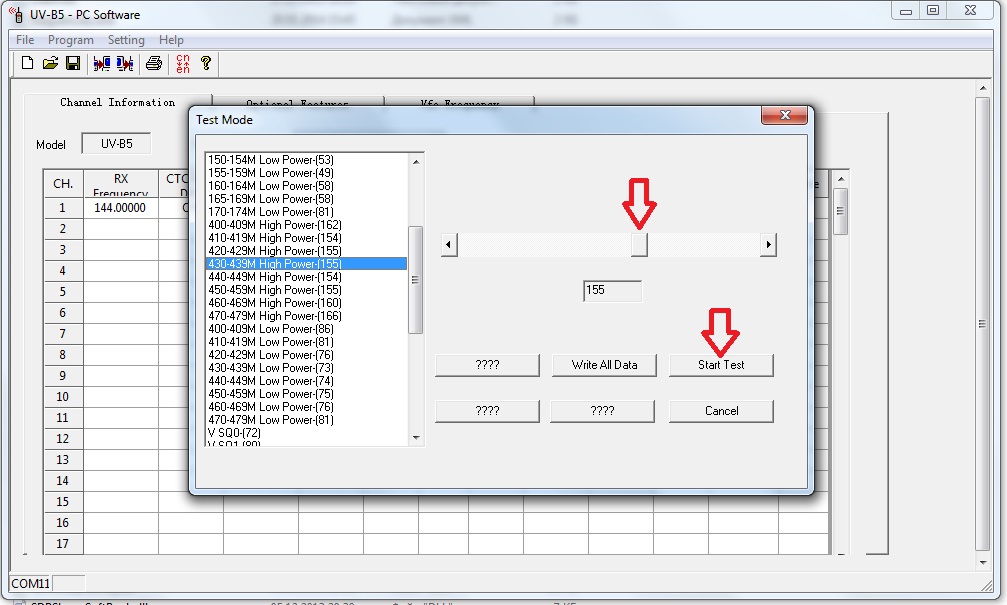 UV-B5 - PC Software
File Program Setting Help
cn
en
Channel Information
Test Mode
Model UV-B5
CH. RX
Frequency
1 144.00000
2
3
4
5
6
7
8
9
10
11
12
13
14
15
16
17
150-154M Low Power-(53)
155-159M Low Power-(49)
160-164M Low Power-(58)
165-169M Low Power-(58)
170-174M Low Power-(81)
400-409M High Power-(162)
410-419M High Power-(154)
420-429M High Power-(155)
430-439M High Power-(155)
440-449M High Power-(154)
450-459M High Power-(155)
460-469M High Power-(160)
470-479M High Power-(166)
400-409M Low Power-(86)
410-419M Low Power-(81)
420-429M Low Power-(76)
430-439M Low Power-(73)
440-449M Low Power-(74)
450-459M Low Power-(75)
460-469M Low Power-(76)
470-479M Low Power-(81)
V SQ0-(72)
V SQ1-(80)
155
???? Write All Data Start Test
???? ???? Cancel
COM11